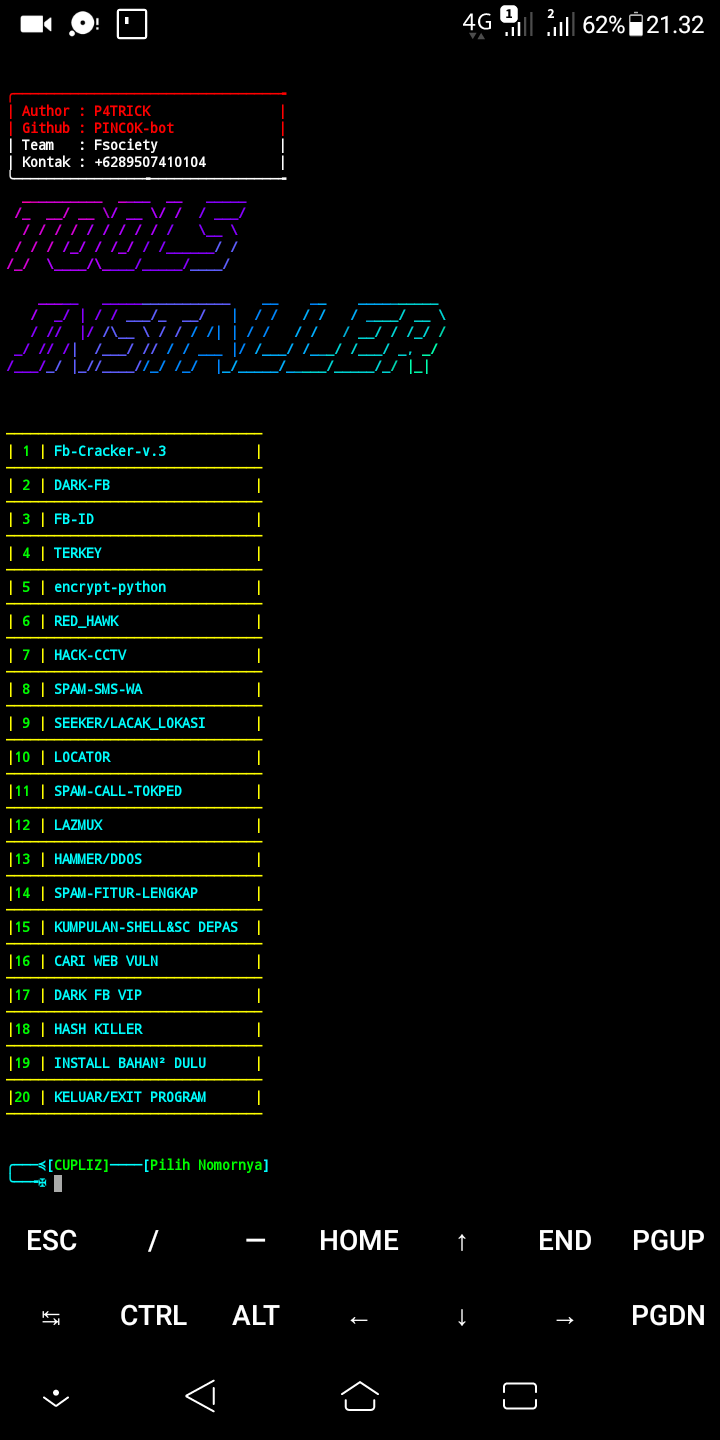 4G 1 2 62% 21.32
| Author : P4TRICK |
| Github : PINCOK-bot |
| Team : Fsociety |
| Kontak : +6289507410104 |
TOOLS
INSTALLER
| 1 | Fb-Cracker-v.3 |
| 2 | DARK-FB |
| 3 | FB-ID |
| 4 | TERKEY |
| 5 | encrypt-python |
| 6 | RED_HAWK |
| 7 | HACK-CCTV |
| 8 | SPAM-SMS-WA |
| 9 | SEEKER/LACAK_LOKASI |
|10 | LOCATOR |
|11 | SPAM-CALL-TOKPED |
|12 | LAZMUX |
|13 | HAMMER/DDOS |
|14 | SPAM-FITUR-LENGKAP |
|15 | KUMPULAN-SHELL&SC DEPAS |
|16 | CARI WEB VULN |
|17 | DARK FB VIP |
|18 | HASH KILLER |
|19 | INSTALL BAHAN² DULU |
|20 | KELUAR/EXIT PROGRAM |
[CUPLIZ]────[Pilih Nomornya]
ESC / — HOME ↑ END PGUP
↹ CTRL ALT ← ↓ → PGDN